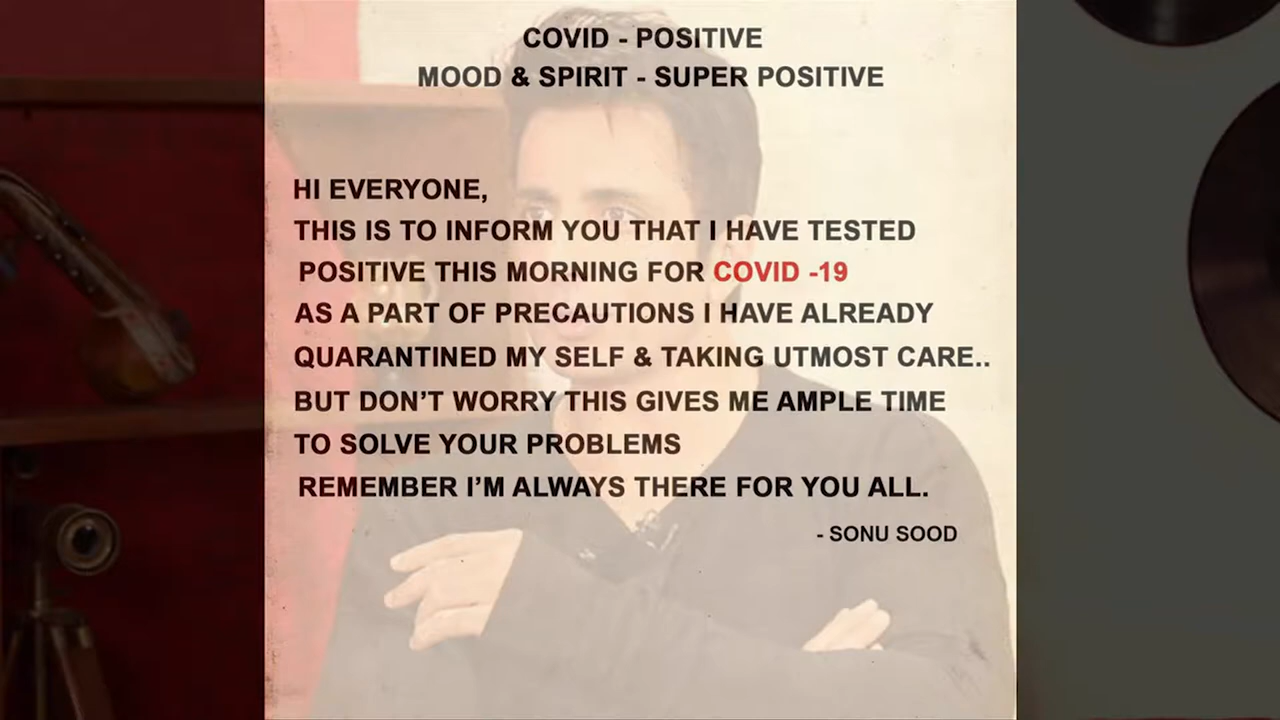 COVID - POSITIVE
MOOD & SPIRIT - SUPER POSITIVE
HI EVERYONE,
THIS IS TO INFORM YOU THAT I HAVE TESTED
POSITIVE THIS MORNING FOR COVID -19
AS A PART OF PRECAUTIONS I HAVE ALREADY
QUARANTINED MY SELF & TAKING UTMOST CARE..
BUT DON'T WORRY THIS GIVES ME AMPLE TIME
TO SOLVE YOUR PROBLEMS
REMEMBER I'M ALWAYS THERE FOR YOU ALL.
- SONU SOOD